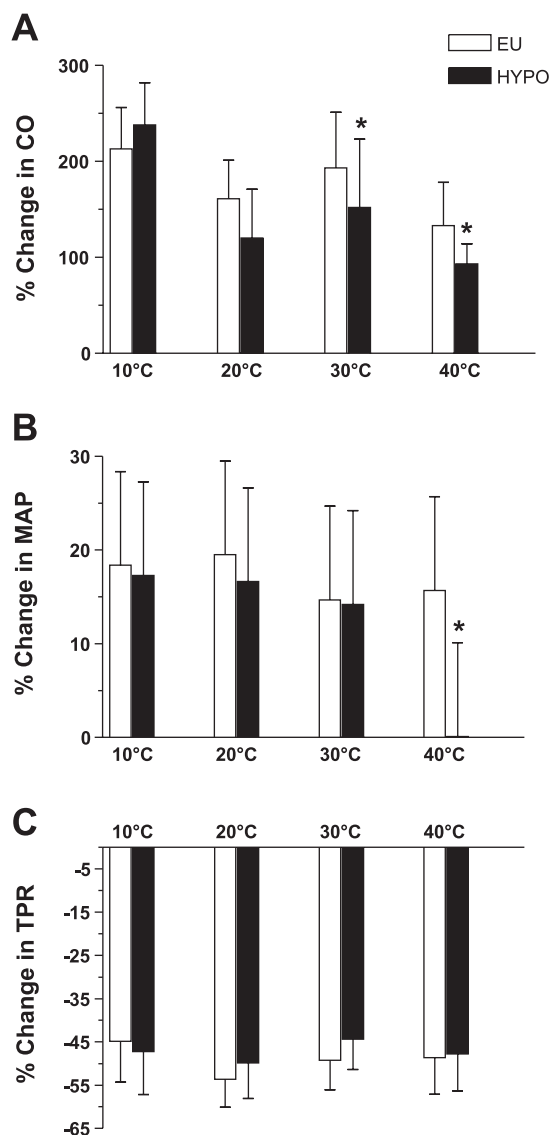 A
EU
HYPO
% Change in CO
300
200
100
0
*
*
10°C 20°C 30°C 40°C
B
% Change in MAP
30
20
10
0
*
10°C 20°C 30°C 40°C
C
10°C 20°C 30°C 40°C
% Change in TPR
-5
-15
-25
-35
-45
-55
-65